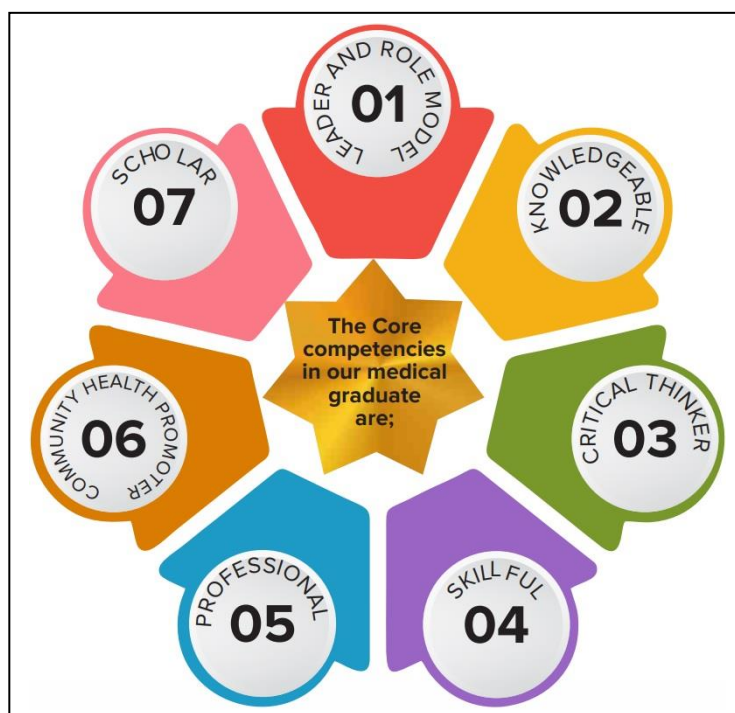 The Core
competencies
in our medical
graduate
are;
LEADER AND ROLE MODEL
01
KNOWLEDGEABLE
02
CRITICAL THINKER
03
SKILLFUL
04
PROFESSIONAL
05
COMMUNITY HEALTH PROMOTER
06
SCHOLAR
07